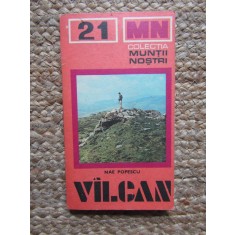 21 MN
COLECȚIA
MUNȚII
NOȘTRI
NAE POPESCU
VÎLCAN